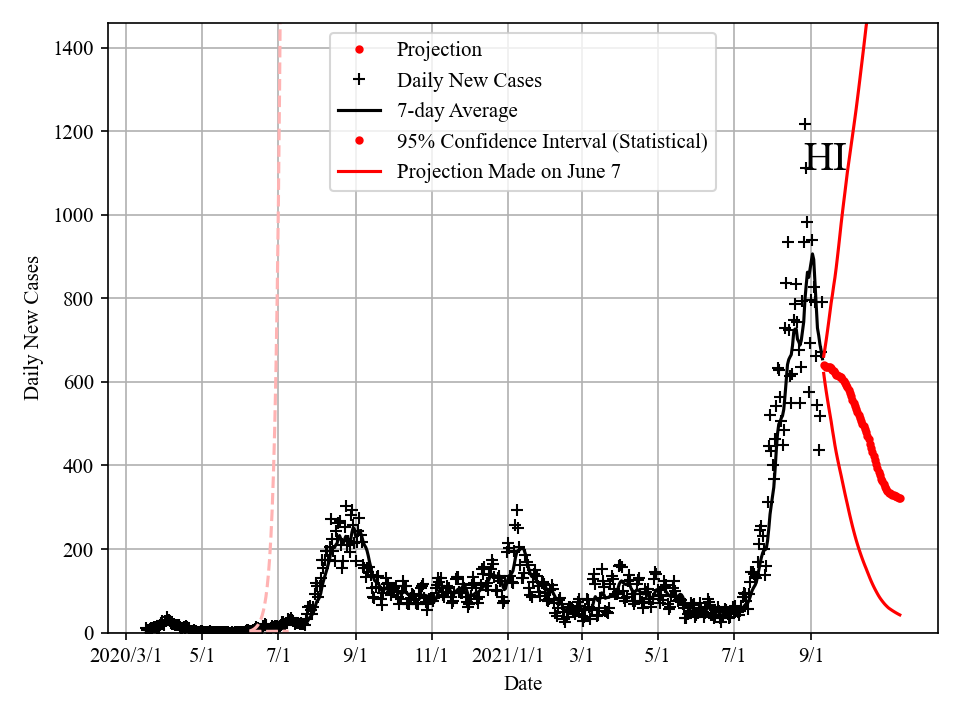 Projection
Daily New Cases
7-day Average
95% Confidence Interval (Statistical)
Projection Made on June 7
HI
1400
1200
1000
800
600
400
200
0
Daily New Cases
2020/3/1 5/1 7/1 9/1 11/1 2021/1/1 3/1 5/1 7/1 9/1
Date